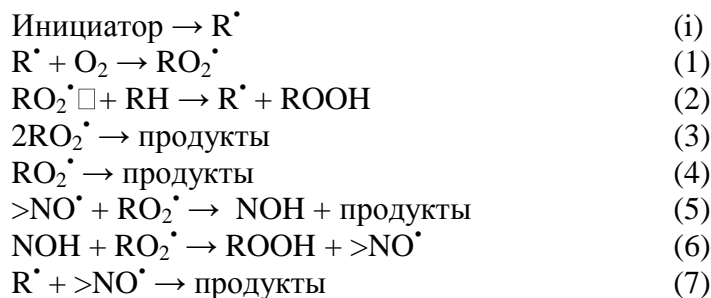 Инициатор → R• (i)
R• + O₂ → RO₂• (1)
RO₂•□+ RH → R• + ROOH (2)
2RO₂• → продукты (3)
RO₂• → продукты (4)
>NO• + RO₂• → NOH + продукты (5)
NOH + RO₂• → ROOH + >NO• (6)
R• + >NO• → продукты (7)